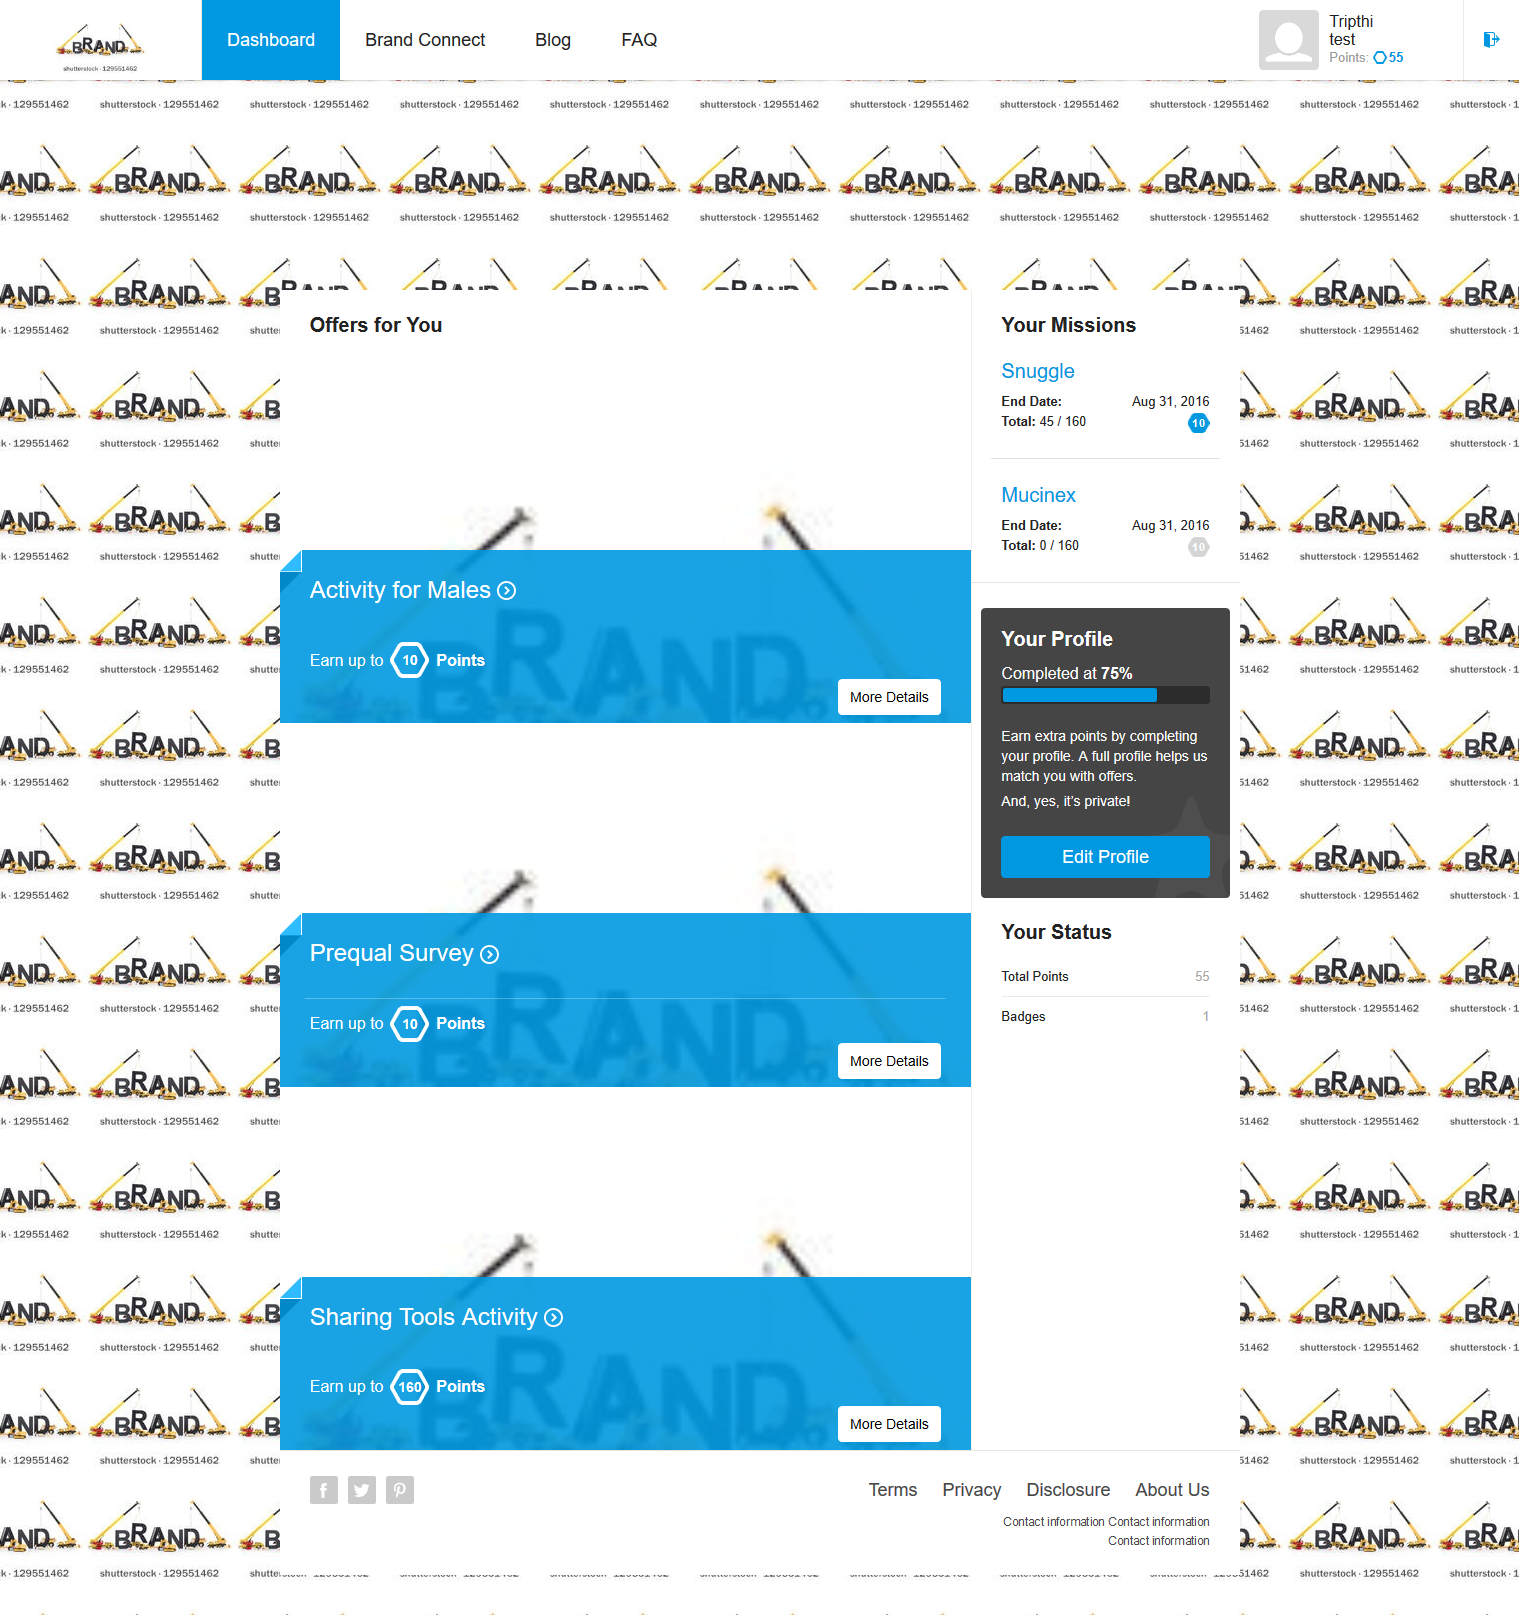 BRAND
shutterstock · 129551462
Dashboard
Brand Connect
Blog
FAQ
Tripthi
test
Points: 55
Offers for You
Activity for Males
Earn up to 10 Points
More Details
Prequal Survey
Earn up to 10 Points
More Details
Sharing Tools Activity
Earn up to 160 Points
More Details
Your Missions
Snuggle
End Date: Aug 31, 2016
Total: 45 / 160 10
Mucinex
End Date: Aug 31, 2016
Total: 0 / 160 10
Your Profile
Completed at 75%
Earn extra points by completing
your profile. A full profile helps us
match you with offers.
And, yes, it's private!
Edit Profile
Your Status
Total Points 55
Badges 1
Terms Privacy Disclosure About Us
Contact information Contact information
Contact information